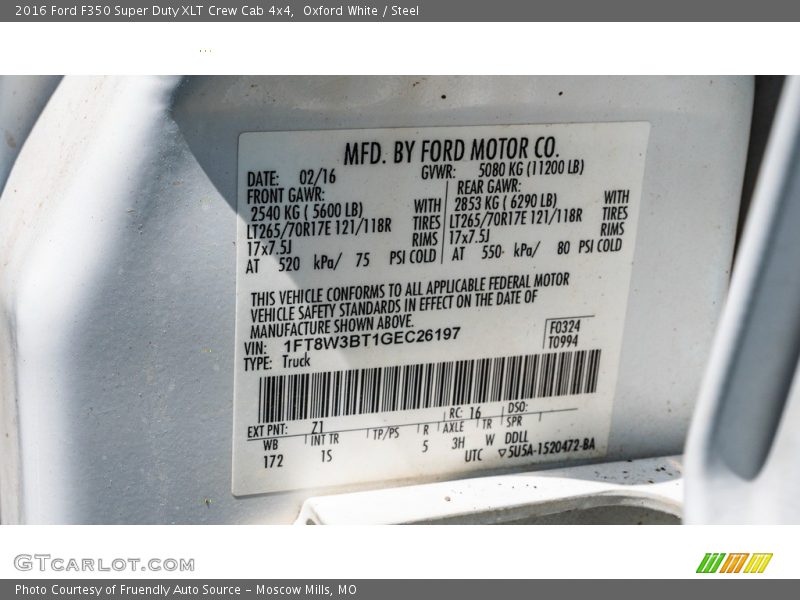 2016 Ford F350 Super Duty XLT Crew Cab 4x4,  Oxford White / Steel
MFD. BY FORD MOTOR CO.
DATE: 02/16 GVWR: 5080 KG (11200 LB)
FRONT GAWR: REAR GAWR:
2540 KG ( 5600 LB) WITH 2853 KG ( 6290 LB) WITH
LT265/70R17E 121/118R TIRES LT265/70R17E 121/118R TIRES
17x7.5J RIMS 17x7.5J RIMS
AT 520 kPa/ 75 PSI COLD AT 550 kPa/ 80 PSI COLD
THIS VEHICLE CONFORMS TO ALL APPLICABLE FEDERAL MOTOR
VEHICLE SAFETY STANDARDS IN EFFECT ON THE DATE OF
MANUFACTURE SHOWN ABOVE.
VIN: 1FT8W3BT1GEC26197 F0324
TYPE: Truck T0994
EXT PNT: Z1 RC: 16 DSO:
WB INT TR TP/PS R AXLE TR SPR
172 1S 5 3H W DDLL
UTC ▽5U5A-1520472-BA
GTCARLOT.COM
Photo Courtesy of Fruendly Auto Source – Moscow Mills, MO